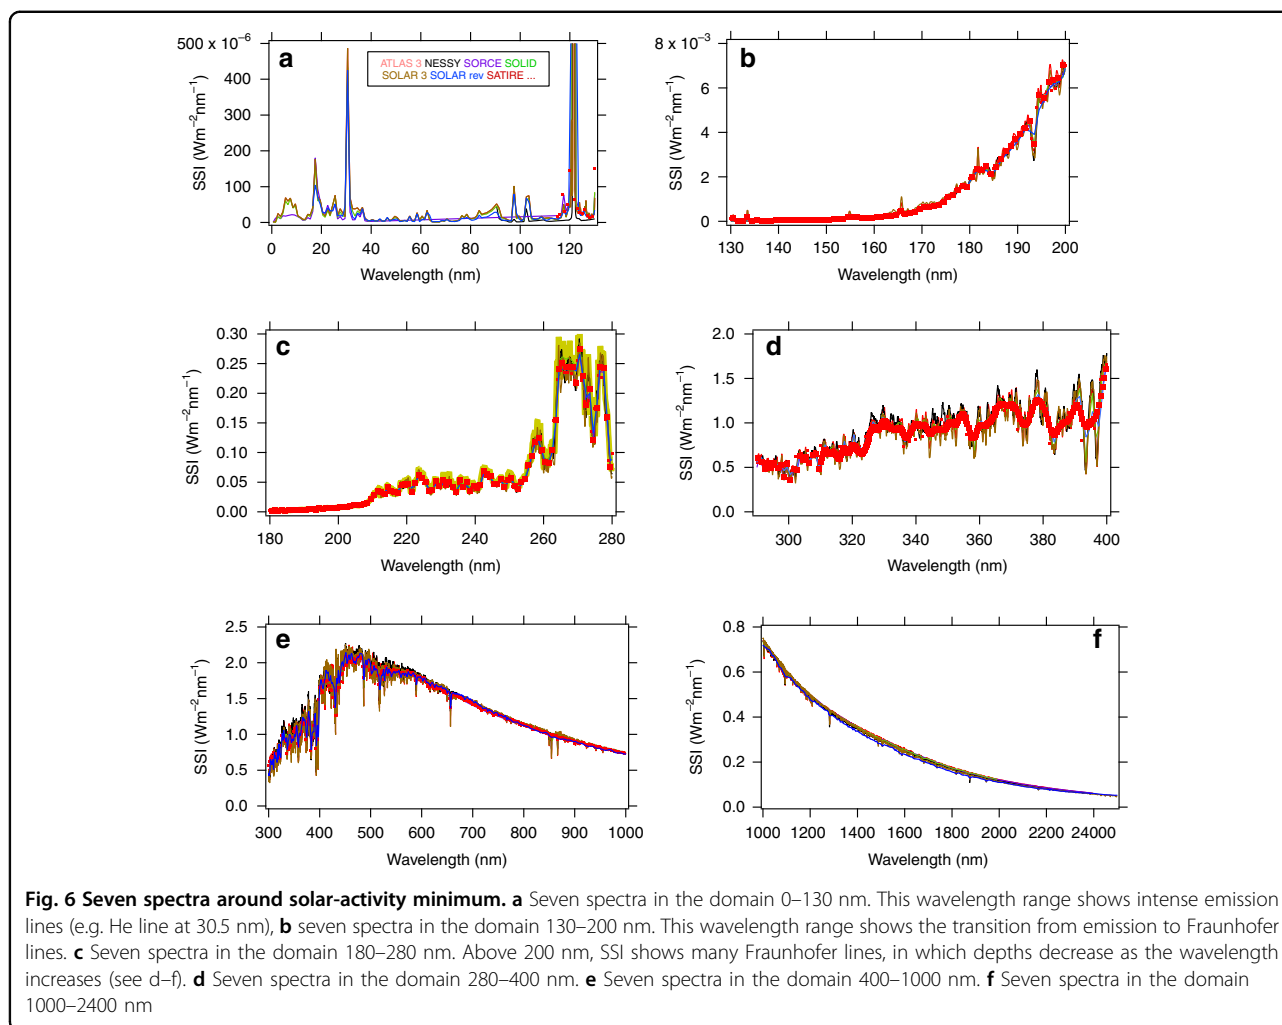 500 x 10⁻⁶
400
300
200
100
0
SSI (Wm⁻²nm⁻¹)
a
ATLAS 3 NESSY SORCE SOLID
SOLAR 3 SOLAR rev SATIRE ...
0 20 40 60 80 100 120
Wavelength (nm)
8 x 10⁻³
6
4
2
0
SSI (Wm⁻²nm⁻¹)
b
130 140 150 160 170 180 190 200
Wavelength (nm)
0.30
0.25
0.20
0.15
0.10
0.05
0.00
SSI (Wm⁻²nm⁻¹)
c
180 200 220 240 260 280
Wavelength (nm)
2.0
1.5
1.0
0.5
0.0
SSI (Wm⁻²nm⁻¹)
d
300 320 340 360 380 400
Wavelength (nm)
2.5
2.0
1.5
1.0
0.5
0.0
SSI (Wm⁻²nm⁻¹)
e
300 400 500 600 700 800 900 1000
Wavelength (nm)
0.8
0.6
0.4
0.2
0.0
SSI (Wm⁻²nm⁻¹)
f
1000 1200 1400 1600 1800 2000 2200 24000
Wavelength (nm)
Fig. 6 Seven spectra around solar-activity minimum. a Seven spectra in the domain 0–130 nm. This wavelength range shows intense emission
lines (e.g. He line at 30.5 nm), b seven spectra in the domain 130–200 nm. This wavelength range shows the transition from emission to Fraunhofer
lines. c Seven spectra in the domain 180–280 nm. Above 200 nm, SSI shows many Fraunhofer lines, in which depths decrease as the wavelength
increases (see d–f). d Seven spectra in the domain 280–400 nm. e Seven spectra in the domain 400–1000 nm. f Seven spectra in the domain
1000–2400 nm